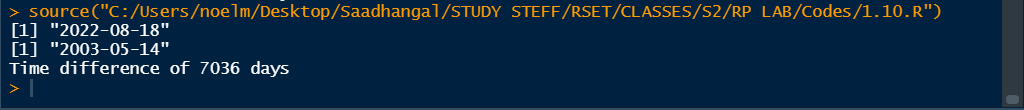 > source("C:/Users/noelm/Desktop/Saadhangal/STUDY STEFF/RSET/CLASSES/S2/RP LAB/Codes/1.10.R")
[1] "2022-08-18"
[1] "2003-05-14"
Time difference of 7036 days
>